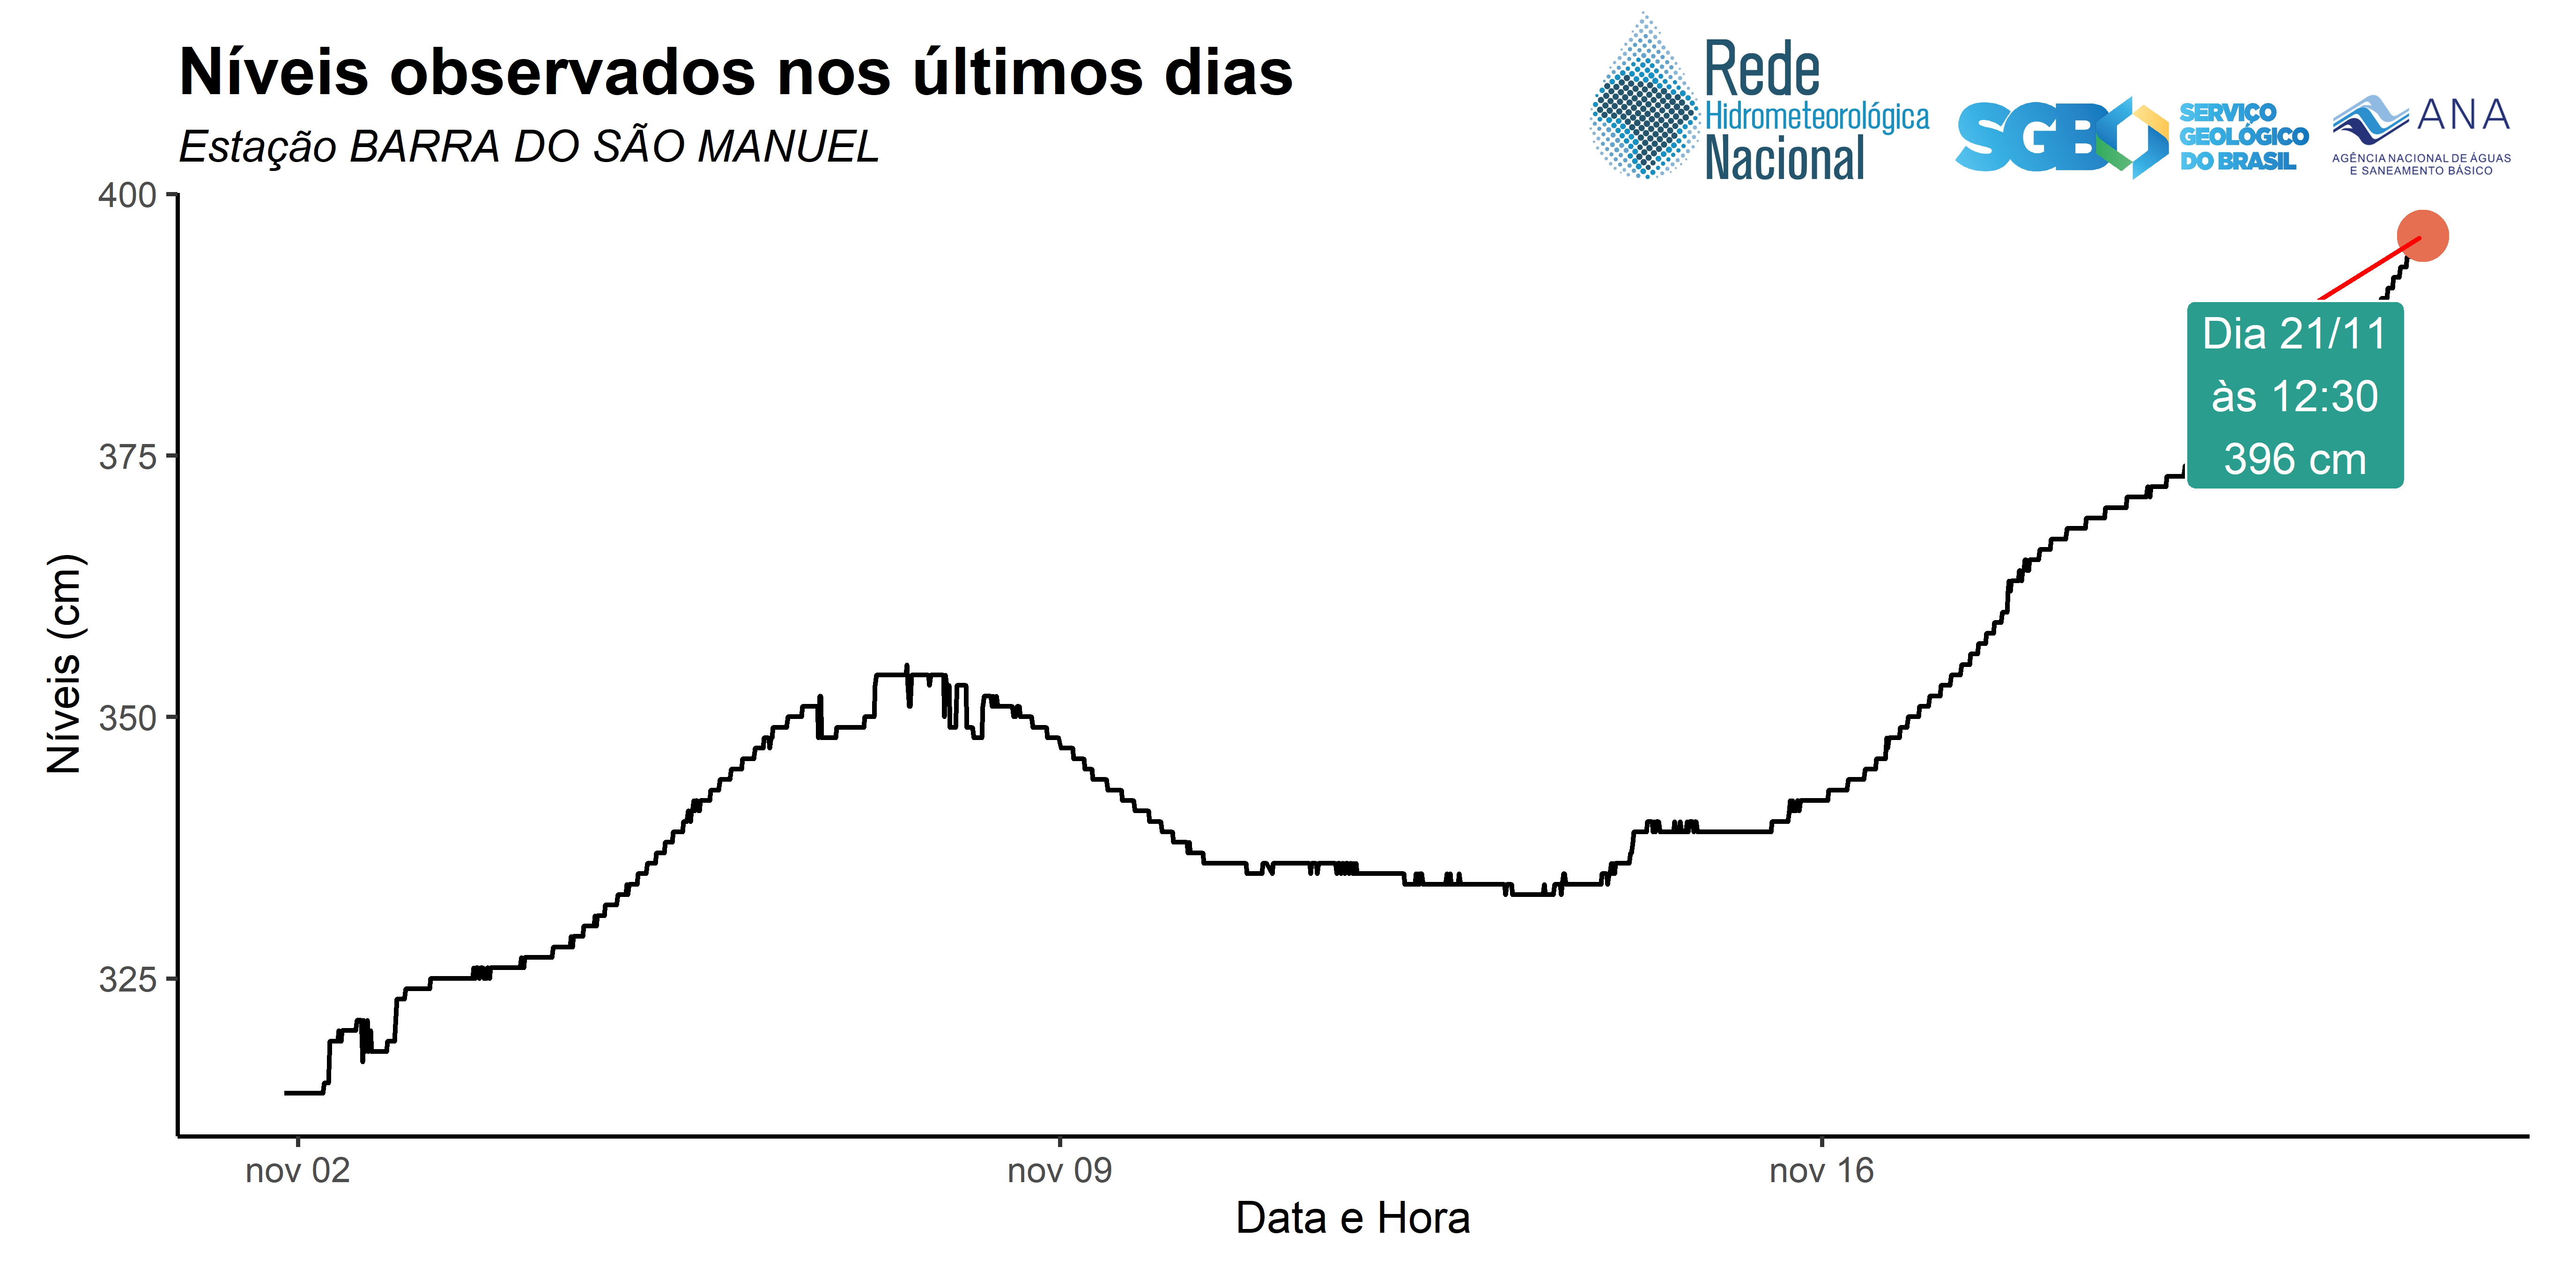 Níveis observados nos últimos dias
Estação BARRA DO SÃO MANUEL
Rede
Hidrometeorológica
Nacional
SGB
SERVIÇO
GEOLÓGICO
DO BRASIL
ANA
AGÊNCIA NACIONAL DE ÁGUAS
E SANEAMENTO BÁSICO
400
375
350
325
Níveis (cm)
Dia 21/11
às 12:30
396 cm
nov 02
nov 09
nov 16
Data e Hora